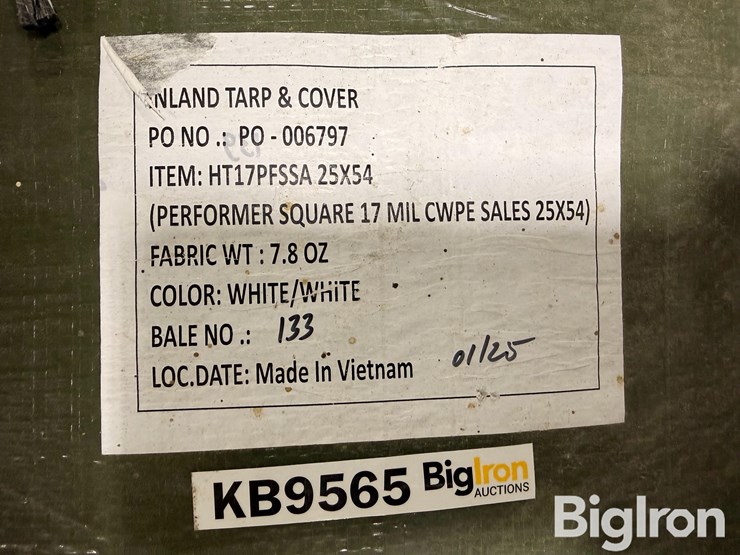 INLAND TARP & COVER
PO NO .: PO - 006797
ITEM: HT17PFSSA 25X54
(PERFORMER SQUARE 17 MIL CWPE SALES 25X54)
FABRIC WT : 7.8 OZ
COLOR: WHITE/WHITE
BALE NO .: 133
LOC.DATE: Made In Vietnam 01/25
KB9565 BigIron
AUCTIONS
BigIron